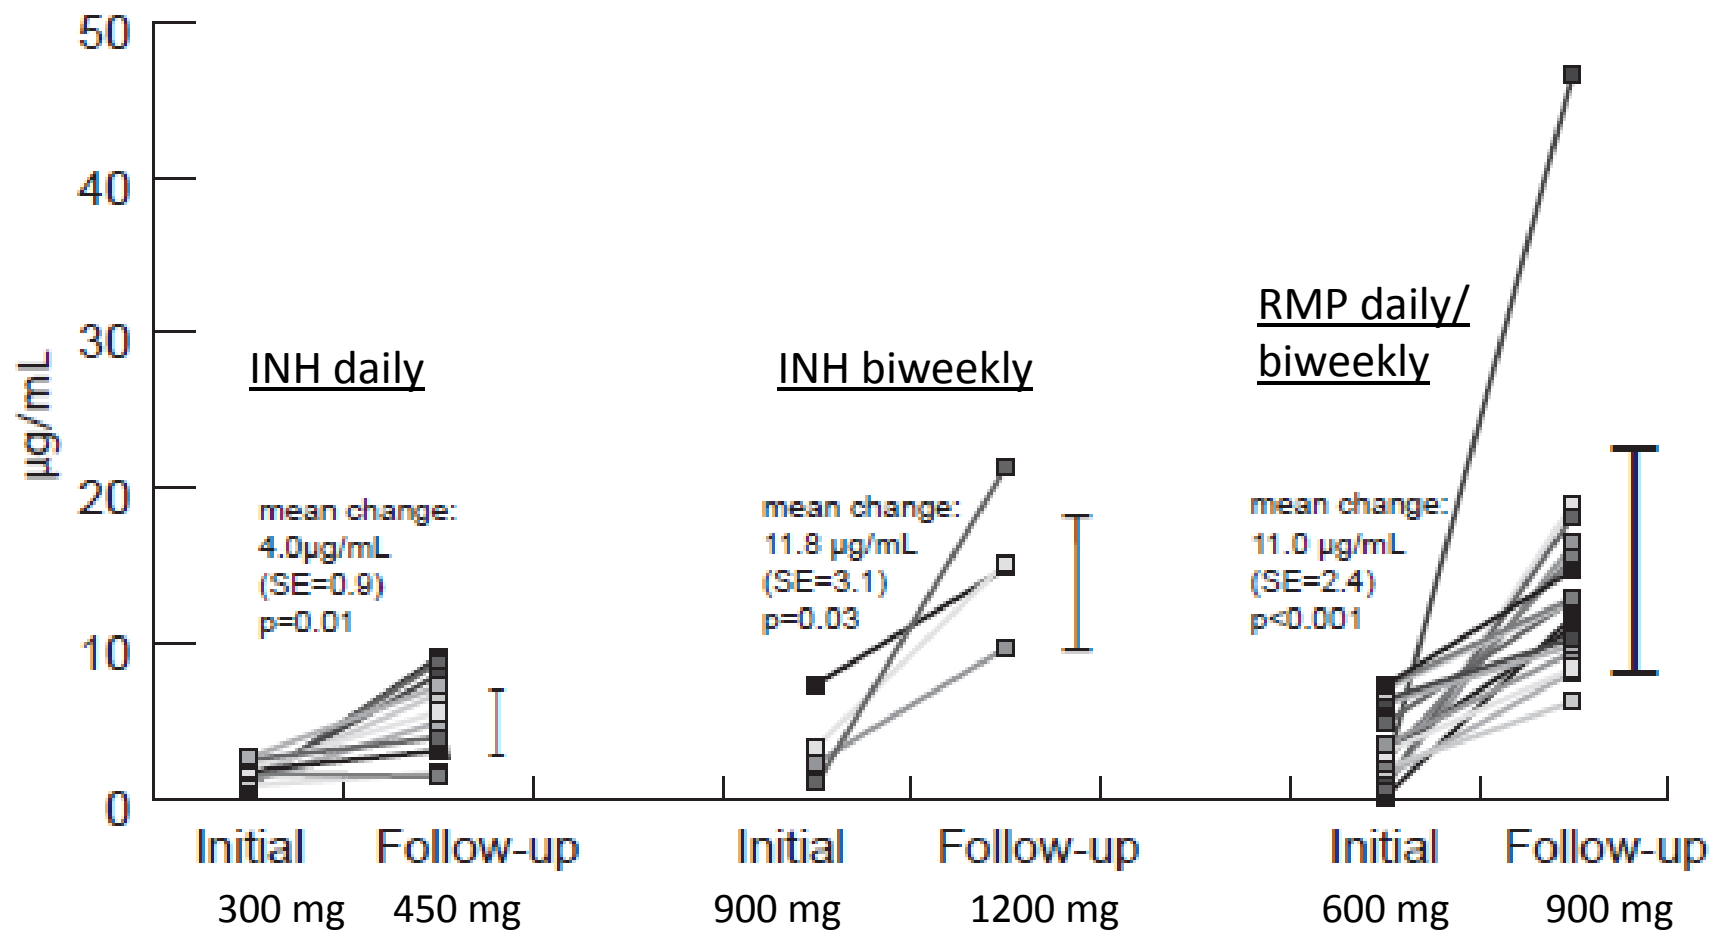 50
40
30
20
10
0
µg/mL
INH daily
mean change:
4.0µg/mL
(SE=0.9)
p=0.01
INH biweekly
mean change:
11.8 µg/mL
(SE=3.1)
p=0.03
RMP daily/
biweekly
mean change:
11.0 µg/mL
(SE=2.4)
p<0.001
Initial Follow-up Initial Follow-up Initial Follow-up
300 mg 450 mg 900 mg 1200 mg 600 mg 900 mg